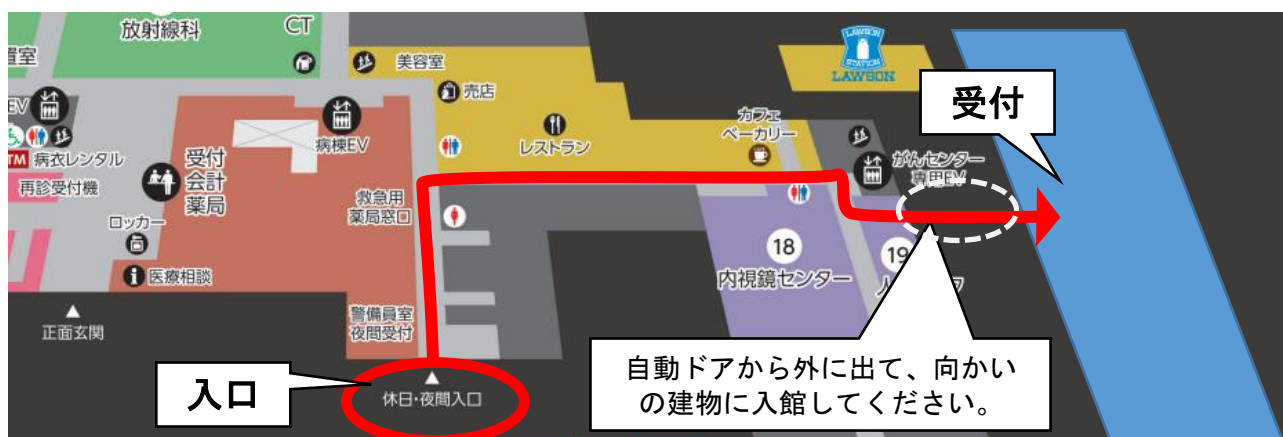 放射線科
CT
置室
美容室
売店
LAWSON
STATION
LAWSON
受付
EV
病棟EV
レストラン
カフェ
ベーカリー
がんセンター
専用EV
TM 病衣レンタル
再診受付機
受付
会計
薬局
救急用
薬局窓口
ロッカー
医療相談
18
内視鏡センター
19
正面玄関
警備員室
夜間受付
入口
休日・夜間入口
自動ドアから外に出て、向かい
の建物に入館してください。